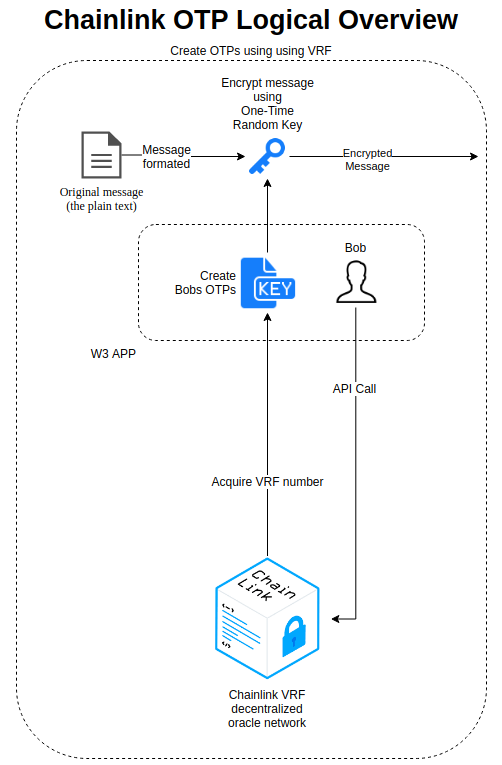 Chainlink OTP Logical Overview
Create OTPs using using VRF
Encrypt message
using
One-Time
Random Key
Message
formated
Encrypted
Message
Original message
(the plain text)
Bob
Create
Bobs OTPs
KEY
W3 APP
API Call
Acquire VRF number
Chain
Link
<~>
</>
Chainlink VRF
decentralized
oracle network